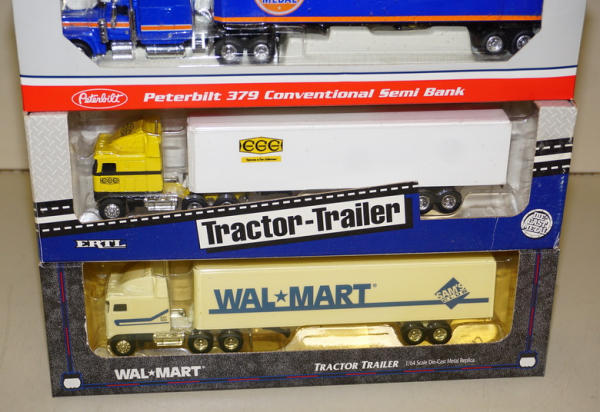 MEDAL
Peterbilt
Peterbilt 379 Conventional Semi Bank
CCC
CCC
Tractor-Trailer
ERTL
DIE
CAST
METAL
WAL★MART®
SAM'S
WAL★MART
TRACTOR TRAILER
1/64 Scale Die-Cast Metal Replica